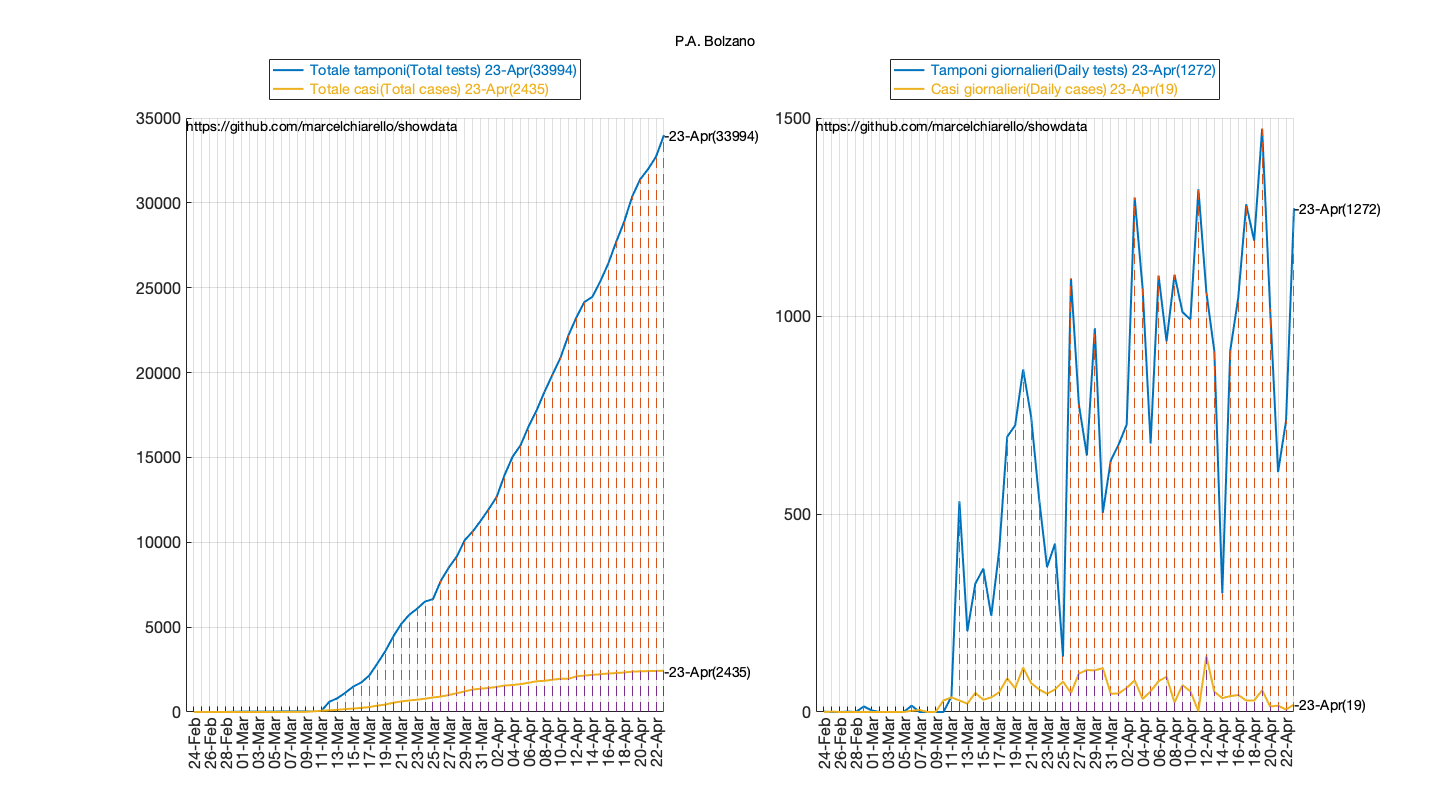 P.A. Bolzano
Totale tamponi(Total tests) 23-Apr(33994)
Totale casi(Total cases) 23-Apr(2435)
https://github.com/marcelchiarello/showdata
35000
30000
25000
20000
15000
10000
5000
0
23-Apr(33994)
23-Apr(2435)
24-Feb
26-Feb
28-Feb
01-Mar
03-Mar
05-Mar
07-Mar
09-Mar
11-Mar
13-Mar
15-Mar
17-Mar
19-Mar
21-Mar
23-Mar
25-Mar
27-Mar
29-Mar
31-Mar
02-Apr
04-Apr
06-Apr
08-Apr
10-Apr
12-Apr
14-Apr
16-Apr
18-Apr
20-Apr
22-Apr
Tamponi giornalieri(Daily tests) 23-Apr(1272)
Casi giornalieri(Daily cases) 23-Apr(19)
https://github.com/marcelchiarello/showdata
1500
1000
500
0
23-Apr(1272)
23-Apr(19)
24-Feb
26-Feb
28-Feb
01-Mar
03-Mar
05-Mar
07-Mar
09-Mar
11-Mar
13-Mar
15-Mar
17-Mar
19-Mar
21-Mar
23-Mar
25-Mar
27-Mar
29-Mar
31-Mar
02-Apr
04-Apr
06-Apr
08-Apr
10-Apr
12-Apr
14-Apr
16-Apr
18-Apr
20-Apr
22-Apr